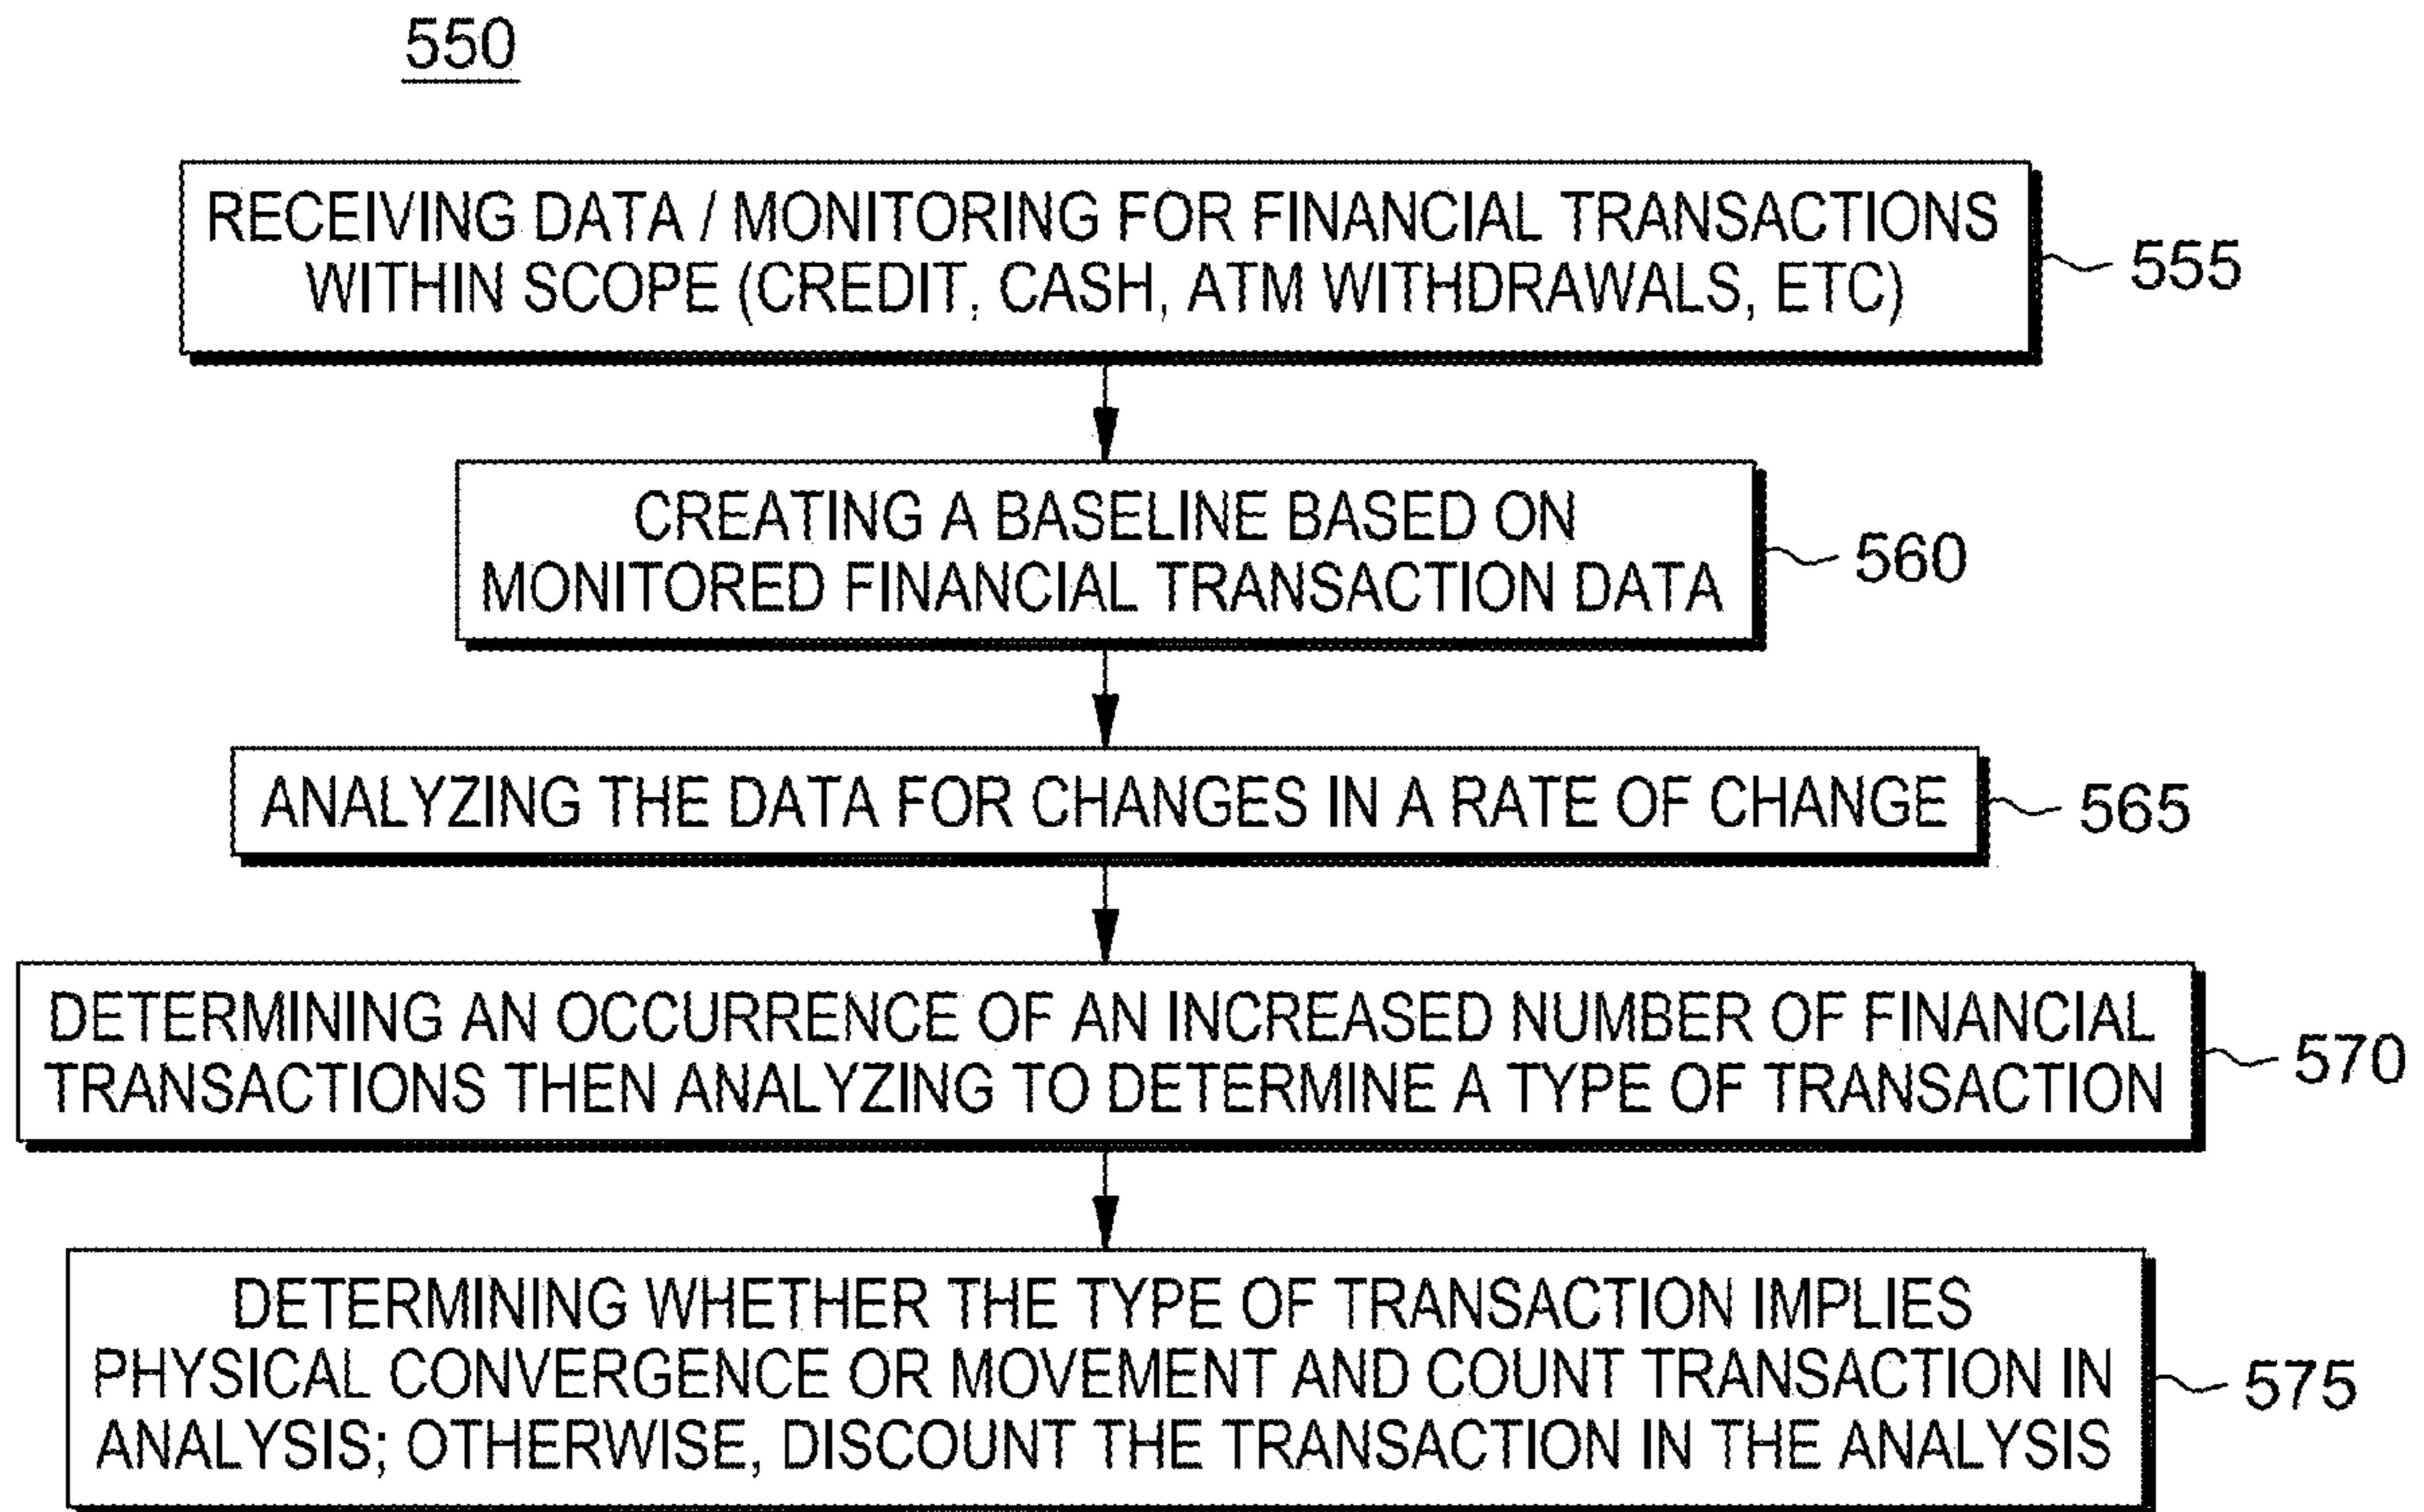 550
RECEIVING DATA / MONITORING FOR FINANCIAL TRANSACTIONS
WITHIN SCOPE (CREDIT, CASH, ATM WITHDRAWALS, ETC)
555
CREATING A BASELINE BASED ON
MONITORED FINANCIAL TRANSACTION DATA
560
ANALYZING THE DATA FOR CHANGES IN A RATE OF CHANGE
565
DETERMINING AN OCCURRENCE OF AN INCREASED NUMBER OF FINANCIAL
TRANSACTIONS THEN ANALYZING TO DETERMINE A TYPE OF TRANSACTION
570
DETERMINING WHETHER THE TYPE OF TRANSACTION IMPLIES
PHYSICAL CONVERGENCE OR MOVEMENT AND COUNT TRANSACTION IN
ANALYSIS; OTHERWISE, DISCOUNT THE TRANSACTION IN THE ANALYSIS
575